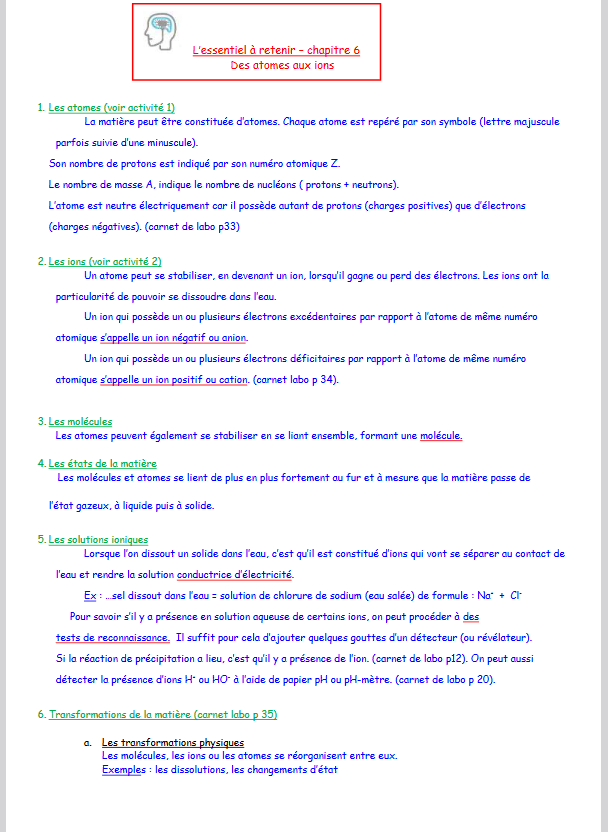 L'essentiel à retenir – chapitre 6
Des atomes aux ions
1. Les atomes (voir activité 1)
La matière peut être constituée d'atomes. Chaque atome est repéré par son symbole (lettre majuscule
parfois suivie d'une minuscule).
Son nombre de protons est indiqué par son numéro atomique Z.
Le nombre de masse A, indique le nombre de nucléons ( protons + neutrons).
L'atome est neutre électriquement car il possède autant de protons (charges positives) que d'électrons
(charges négatives). (carnet de labo p33)
2. Les ions (voir activité 2)
Un atome peut se stabiliser, en devenant un ion, lorsqu'il gagne ou perd des électrons. Les ions ont la
particularité de pouvoir se dissoudre dans l'eau.
Un ion qui possède un ou plusieurs électrons excédentaires par rapport à l'atome de même numéro
atomique s'appelle un ion négatif ou anion.
Un ion qui possède un ou plusieurs électrons déficitaires par rapport à l'atome de même numéro
atomique s'appelle un ion positif ou cation. (carnet labo p 34).
3. Les molécules
Les atomes peuvent également se stabiliser en se liant ensemble, formant une molécule.
4. Les états de la matière
Les molécules et atomes se lient de plus en plus fortement au fur et à mesure que la matière passe de
l'état gazeux, à liquide puis à solide.
5. Les solutions ioniques
Lorsque l'on dissout un solide dans l'eau, c'est qu'il est constitué d'ions qui vont se séparer au contact de
l'eau et rendre la solution conductrice d'électricité.
Ex : ...sel dissout dans l'eau = solution de chlorure de sodium (eau salée) de formule : Na⁺ + Cl⁻
Pour savoir s'il y a présence en solution aqueuse de certains ions, on peut procéder à des
tests de reconnaissance. Il suffit pour cela d'ajouter quelques gouttes d'un détecteur (ou révélateur).
Si la réaction de précipitation a lieu, c'est qu'il y a présence de l'ion. (carnet de labo p12). On peut aussi
détecter la présence d'ions H⁺ ou HO⁻ à l'aide de papier pH ou pH-mètre. (carnet de labo p 20).
6. Transformations de la matière (carnet labo p 35)
a. Les transformations physiques
Les molécules, les ions ou les atomes se réorganisent entre eux.
Exemples : les dissolutions, les changements d'état